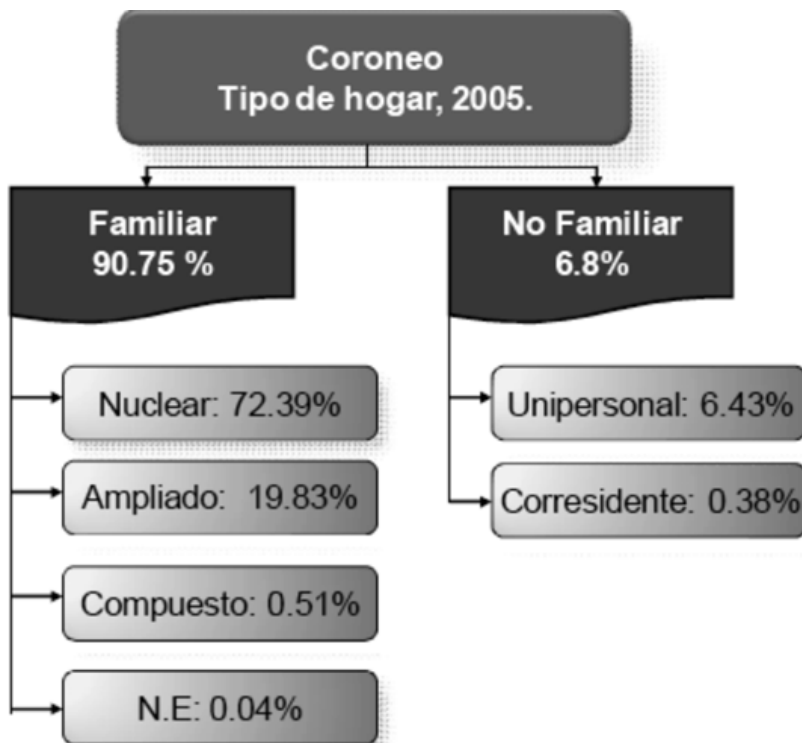 Coroneo
Tipo de hogar, 2005.
Familiar
90.75 %
No Familiar
6.8%
Nuclear: 72.39%
Ampliado: 19.83%
Compuesto: 0.51%
N.E: 0.04%
Unipersonal: 6.43%
Corresidente: 0.38%